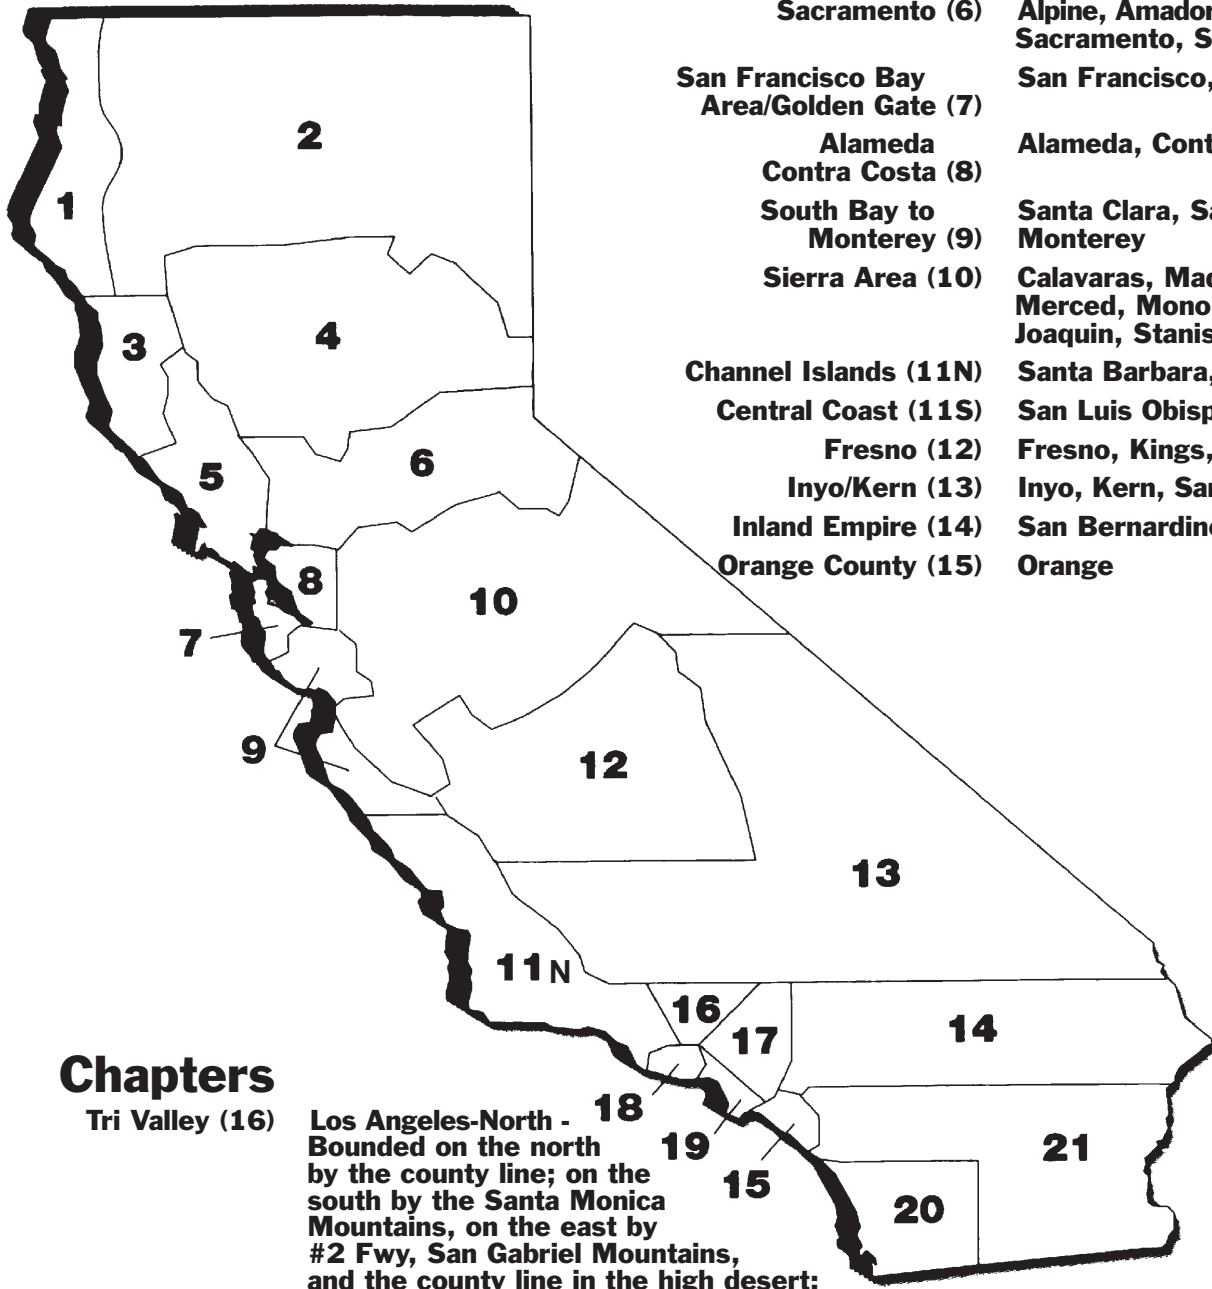 Sacramento (6) Alpine, Amador
Sacramento, S
San Francisco Bay San Francisco,
Area/Golden Gate (7)
Alameda Alameda, Cont
Contra Costa (8)
South Bay to Santa Clara, Sa
Monterey (9) Monterey
Sierra Area (10) Calavaras, Mad
Merced, Mono
Joaquin, Stanis
Channel Islands (11N) Santa Barbara,
Central Coast (11S) San Luis Obisp
Fresno (12) Fresno, Kings,
Inyo/Kern (13) Inyo, Kern, Sar
Inland Empire (14) San Bernardino
Orange County (15) Orange
1
2
3
4
5
6
7
8
9
10
12
13
11N
16
17
14
18
19
15
21
20
Chapters
Tri Valley (16) Los Angeles-North -
Bounded on the north
by the county line; on the
south by the Santa Monica
Mountains, on the east by
#2 Fwy, San Gabriel Mountains,
and the county line in the high desert;